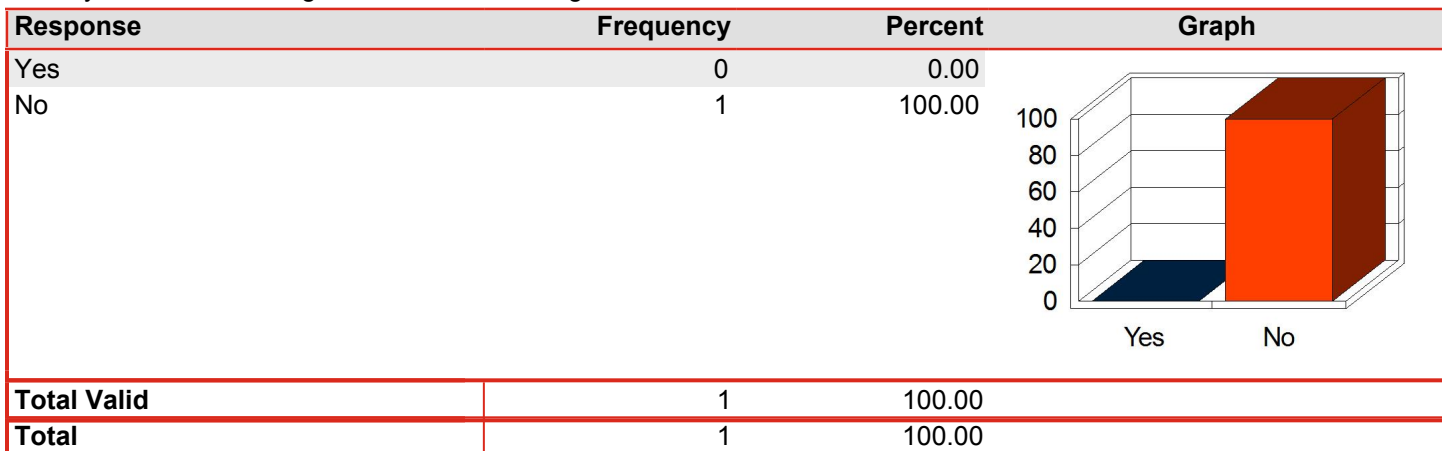 Response Frequency Percent Graph
Yes 0 0.00
No 1 100.00
100
80
60
40
20
0
Yes No
Total Valid 1 100.00
Total 1 100.00